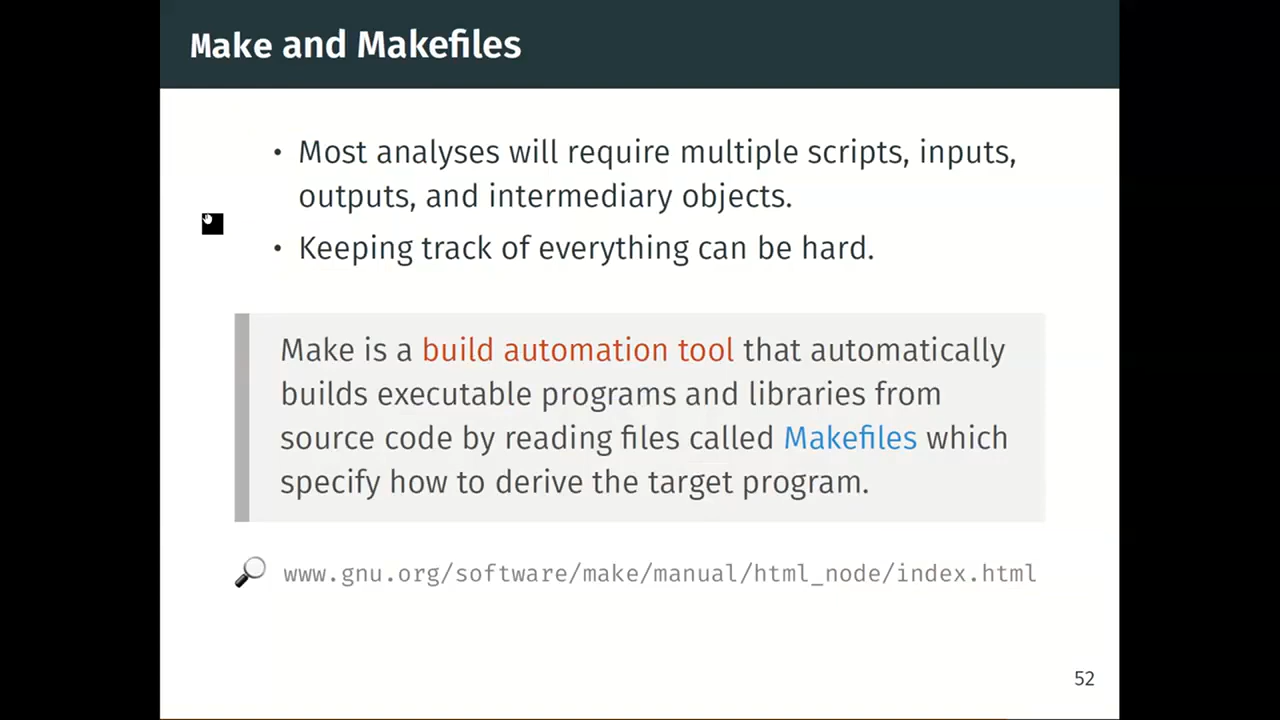 Make and Makefiles
• Most analyses will require multiple scripts, inputs,
outputs, and intermediary objects.
• Keeping track of everything can be hard.
Make is a build automation tool that automatically
builds executable programs and libraries from
source code by reading files called Makefiles which
specify how to derive the target program.
www.gnu.org/software/make/manual/html_node/index.html
52